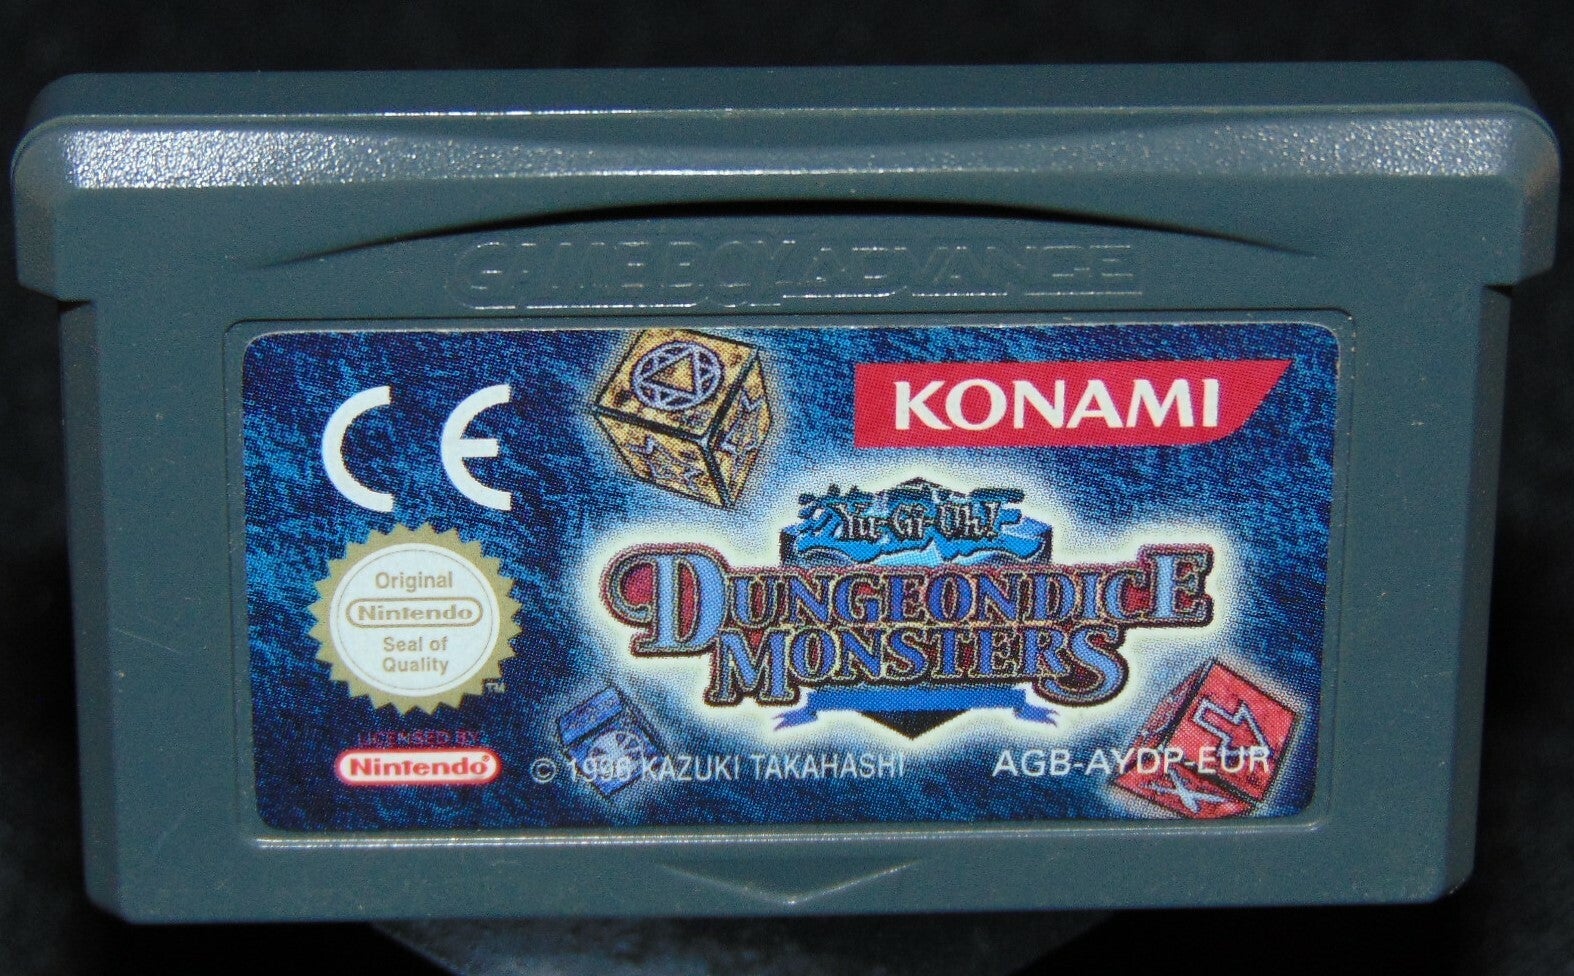 GAME BOY ADVANCE
CE
KONAMI
Yu-Gi-Oh!
DUNGEONDICE
MONSTERS
Original
Nintendo
Seal of
Quality
TM
LICENSED BY
Nintendo
© 1996 KAZUKI TAKAHASHI
AGB-AYDP-EUR